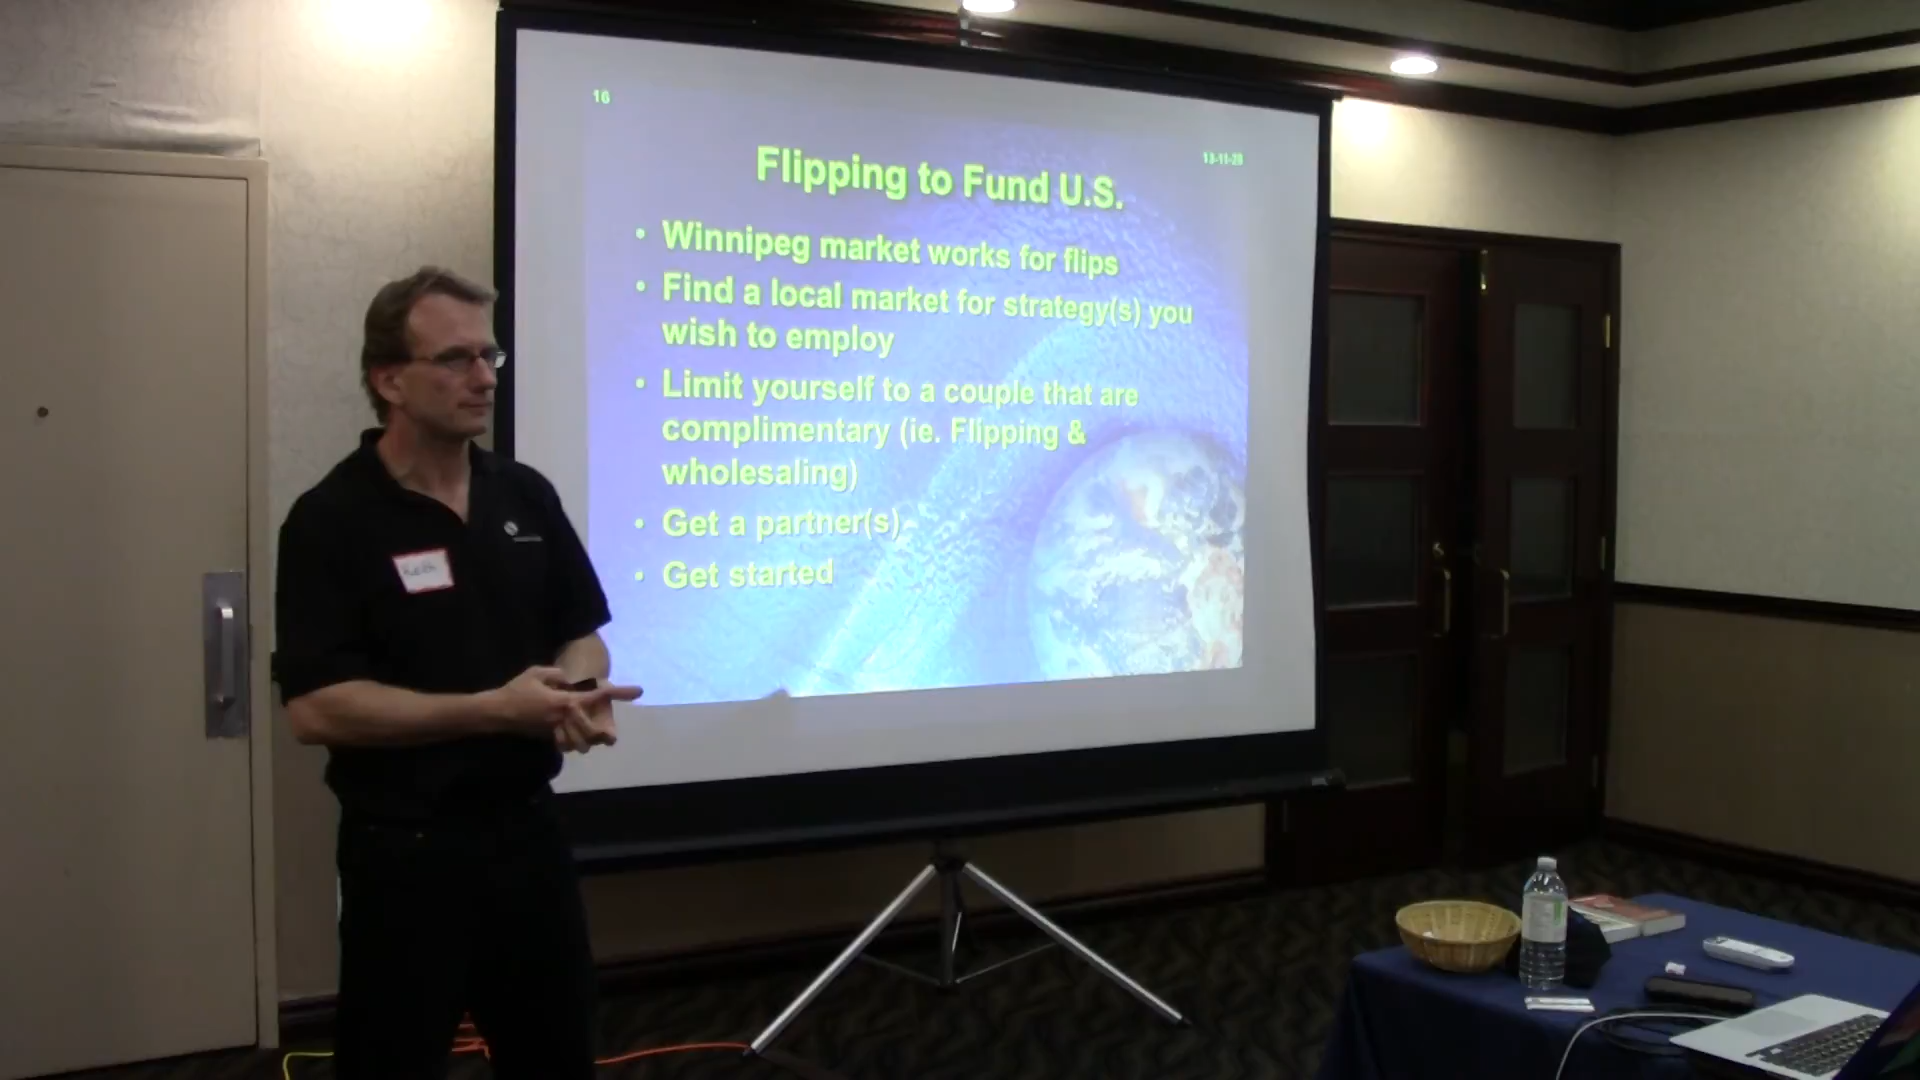 16
13-11-28
Flipping to Fund U.S.
• Winnipeg market works for flips
• Find a local market for strategy(s) you
wish to employ
• Limit yourself to a couple that are
complimentary (ie. Flipping &
wholesaling)
• Get a partner(s)
• Get started
Keith